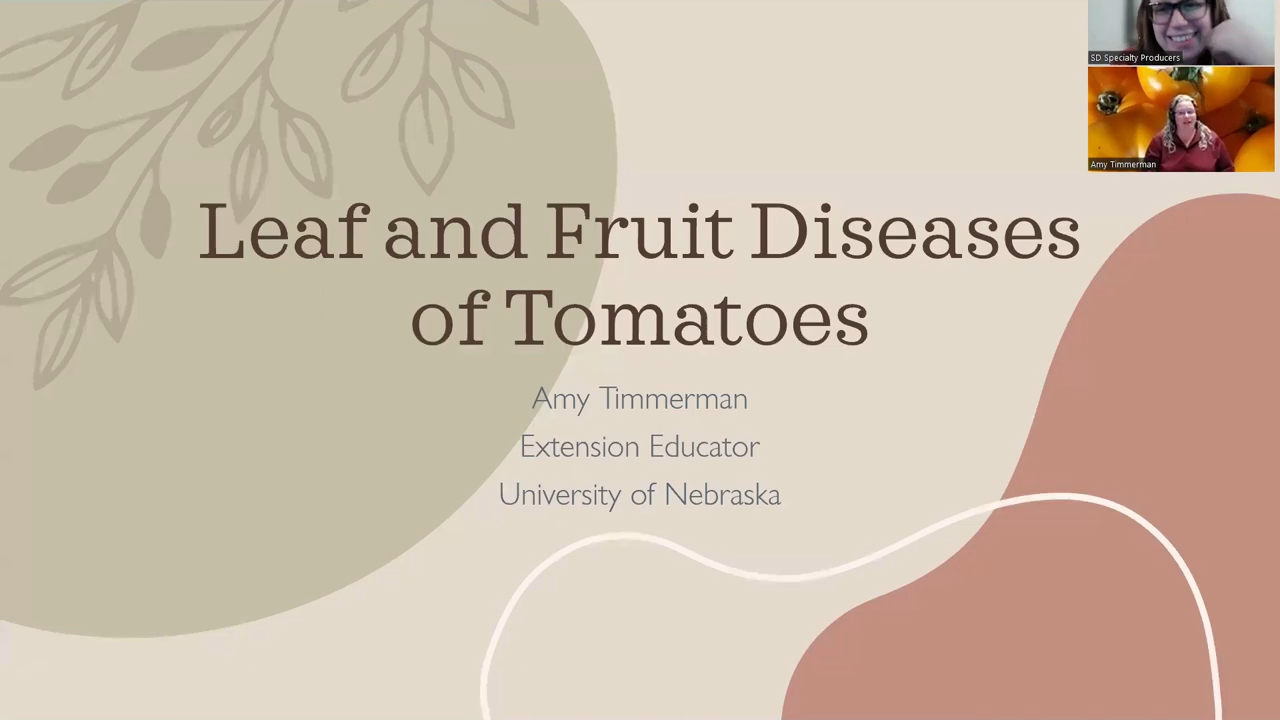 SD Specialty Producers
Amy Timmerman
Leaf and Fruit Diseases
of Tomatoes
Amy Timmerman
Extension Educator
University of Nebraska